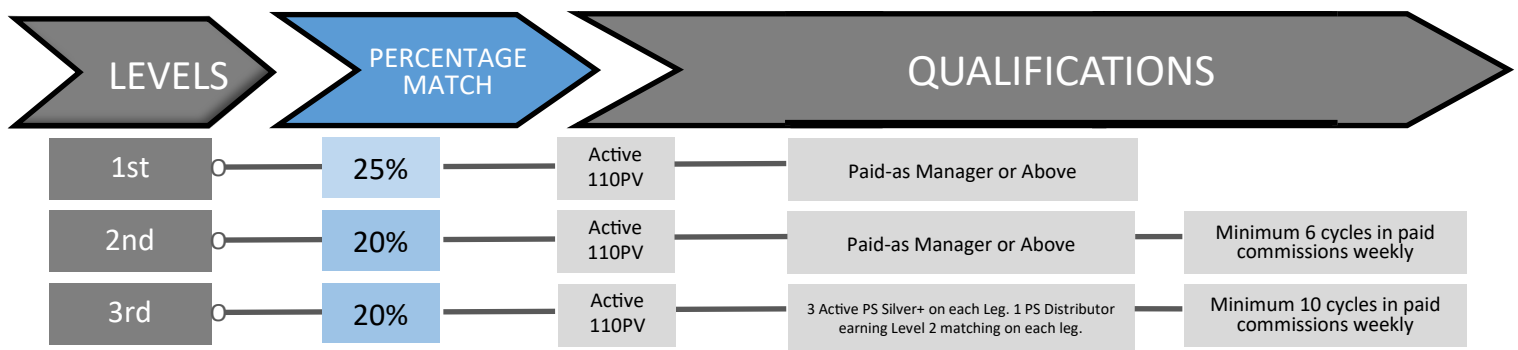 LEVELS
PERCENTAGE
MATCH
QUALIFICATIONS
1st
25%
Active
110PV
Paid-as Manager or Above
2nd
20%
Active
110PV
Paid-as Manager or Above
Minimum 6 cycles in paid
commissions weekly
3rd
20%
Active
110PV
3 Active PS Silver+ on each Leg. 1 PS Distributor
earning Level 2 matching on each leg.
Minimum 10 cycles in paid
commissions weekly